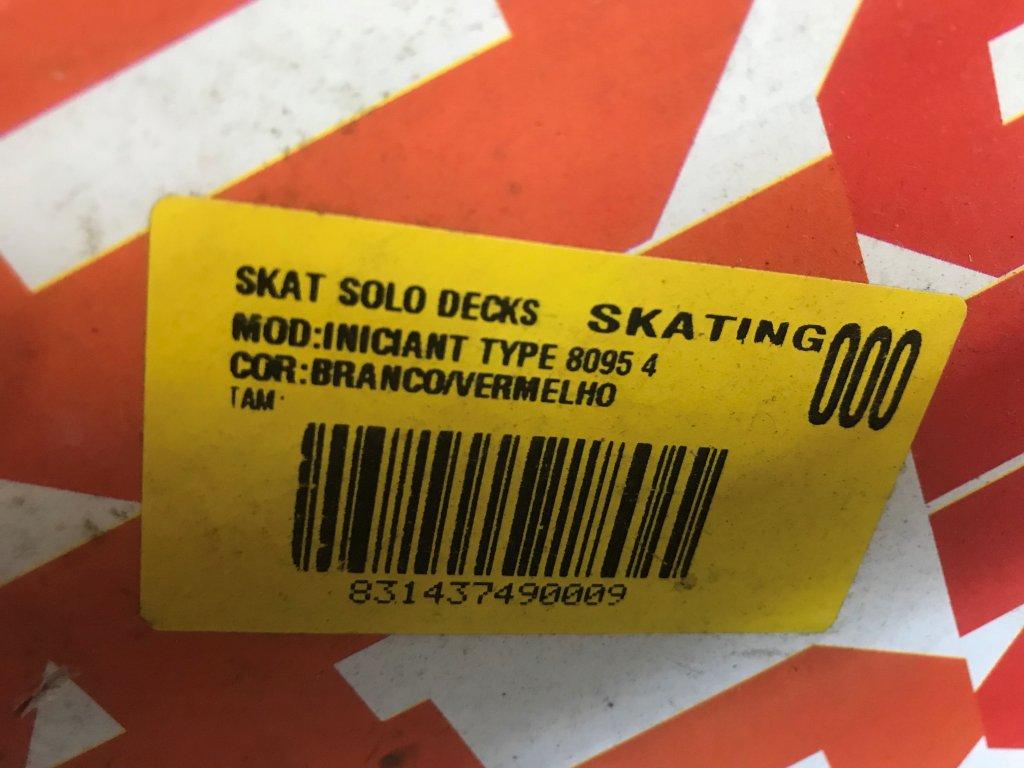 SKAT SOLO DECKS SKATING
000
MOD:INICIANT TYPE 8095 4
COR:BRANCO/VERMELHO
TAM
831437490009